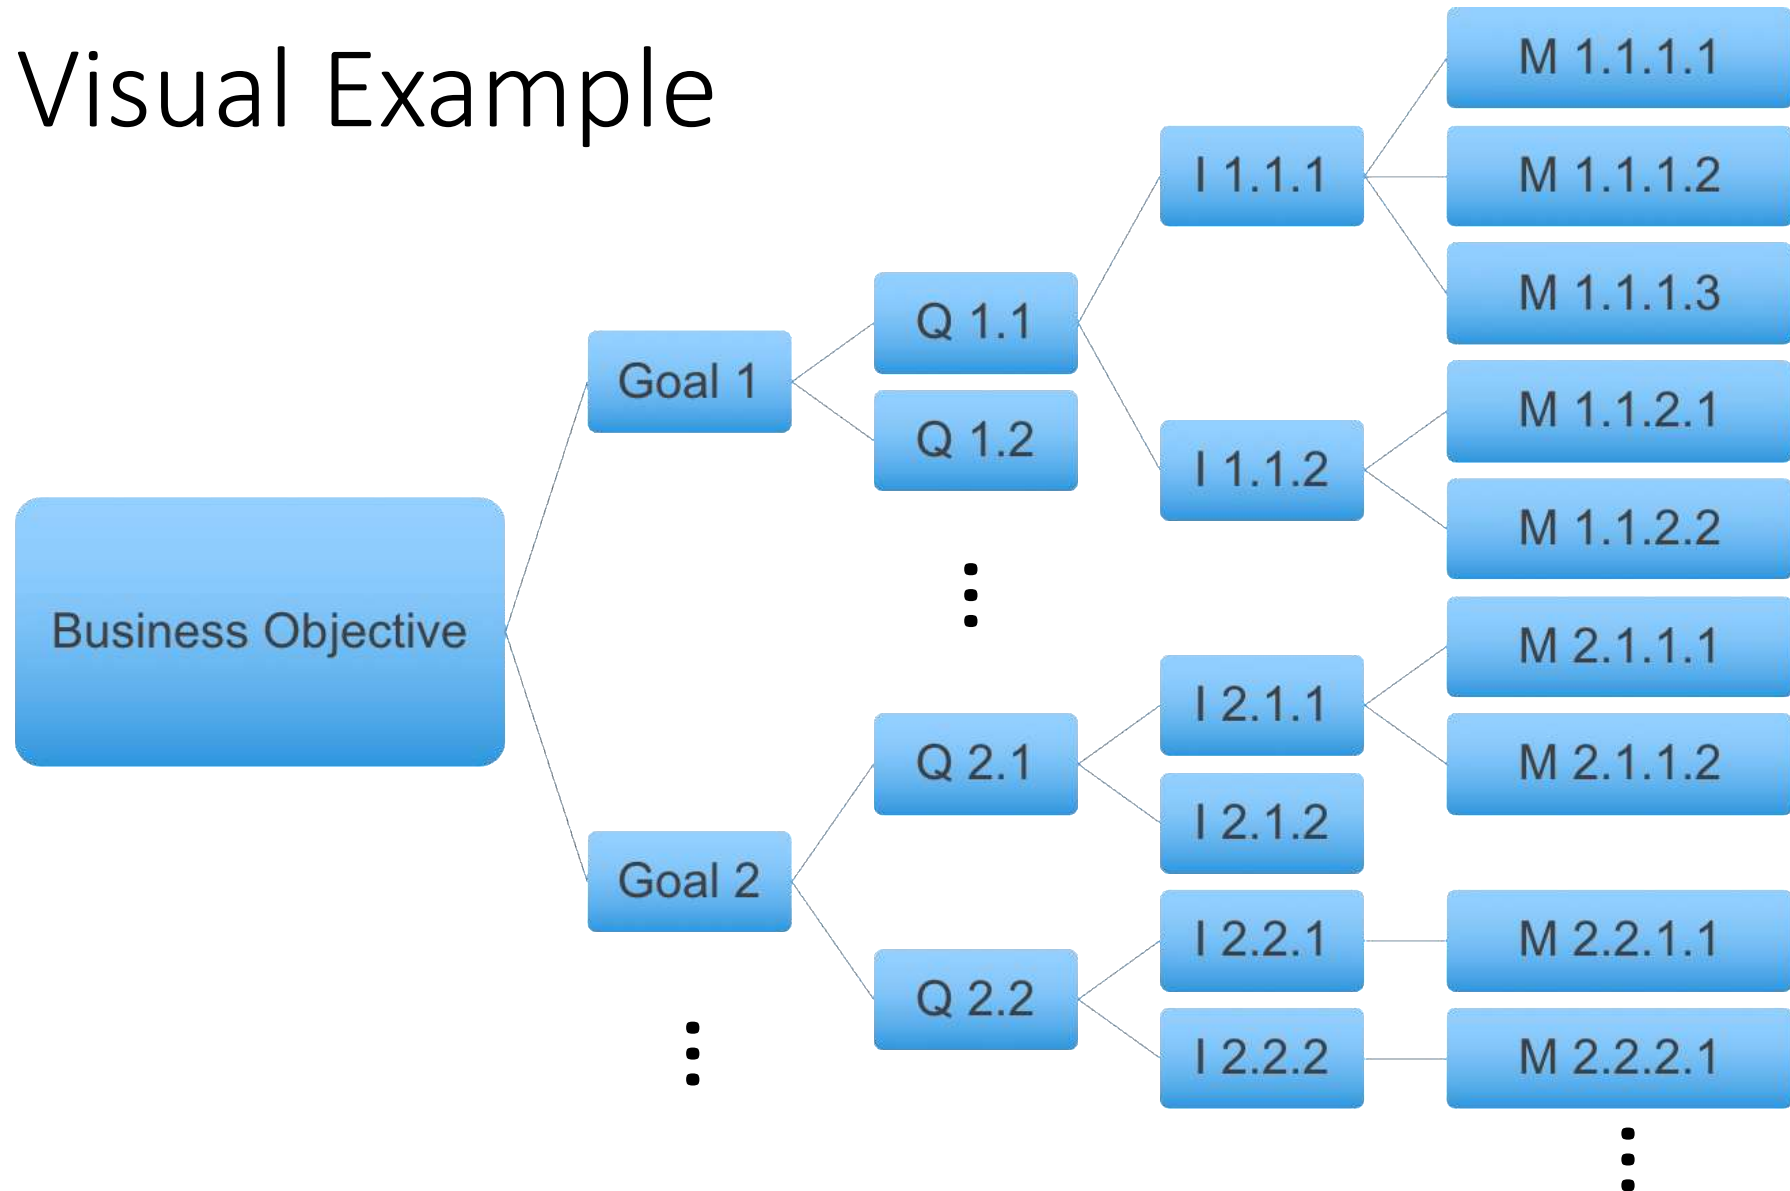 Visual Example
Business Objective
Goal 1
Goal 2
Q 1.1
Q 1.2
Q 2.1
Q 2.2
I 1.1.1
I 1.1.2
I 2.1.1
I 2.1.2
I 2.2.1
I 2.2.2
M 1.1.1.1
M 1.1.1.2
M 1.1.1.3
M 1.1.2.1
M 1.1.2.2
M 2.1.1.1
M 2.1.1.2
M 2.2.1.1
M 2.2.2.1